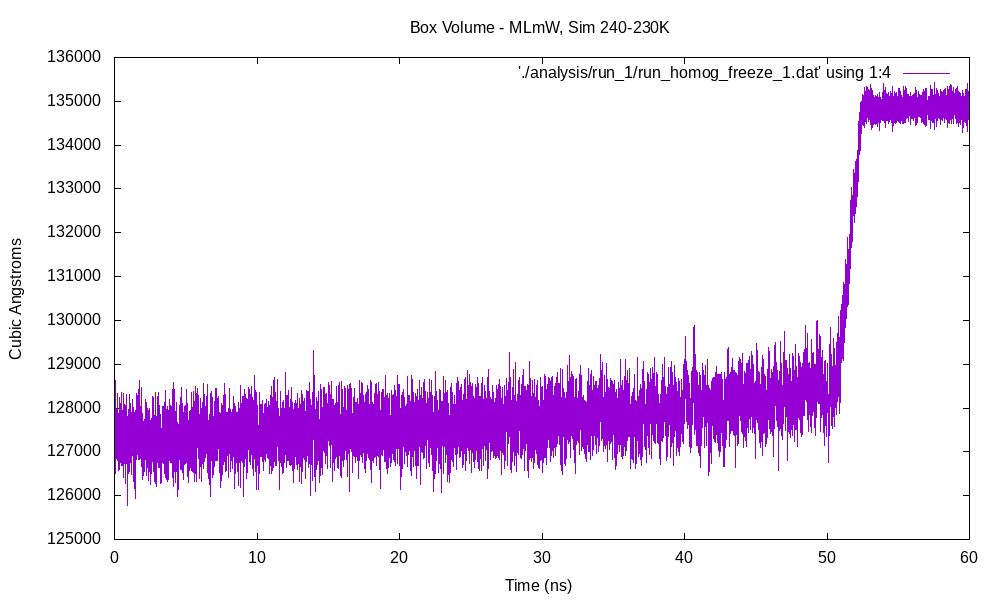 Box Volume - MLmW, Sim 240-230K
'./analysis/run_1/run_homog_freeze_1.dat' using 1:4
136000
135000
134000
133000
132000
131000
130000
129000
128000
127000
126000
125000
Cubic Angstroms
0 10 20 30 40 50 60
Time (ns)